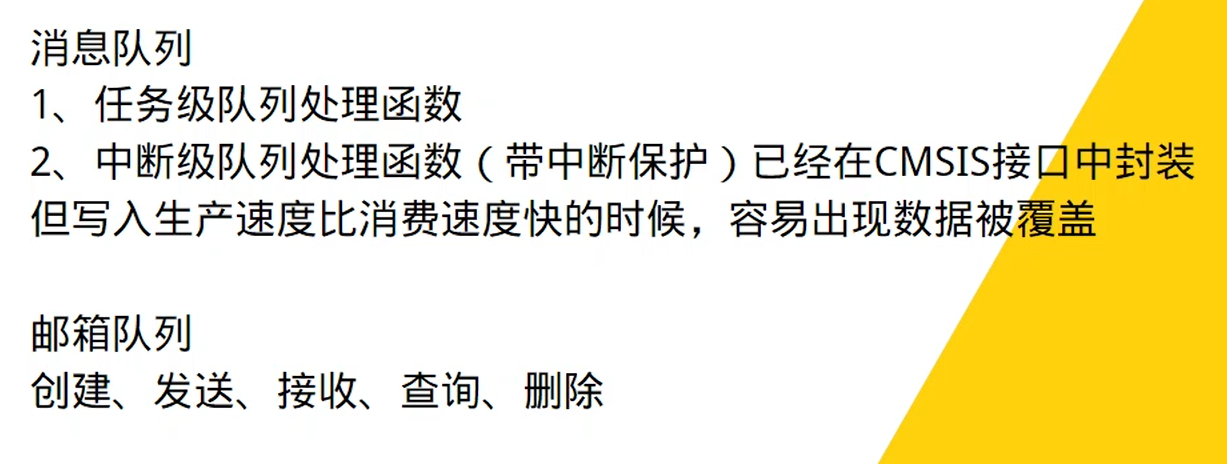 消息队列
1、任务级队列处理函数
2、中断级队列处理函数（带中断保护）已经在CMSIS接口中封装
但写入生产速度比消费速度快的时候，容易出现数据被覆盖
邮箱队列
创建、发送、接收、查询、删除